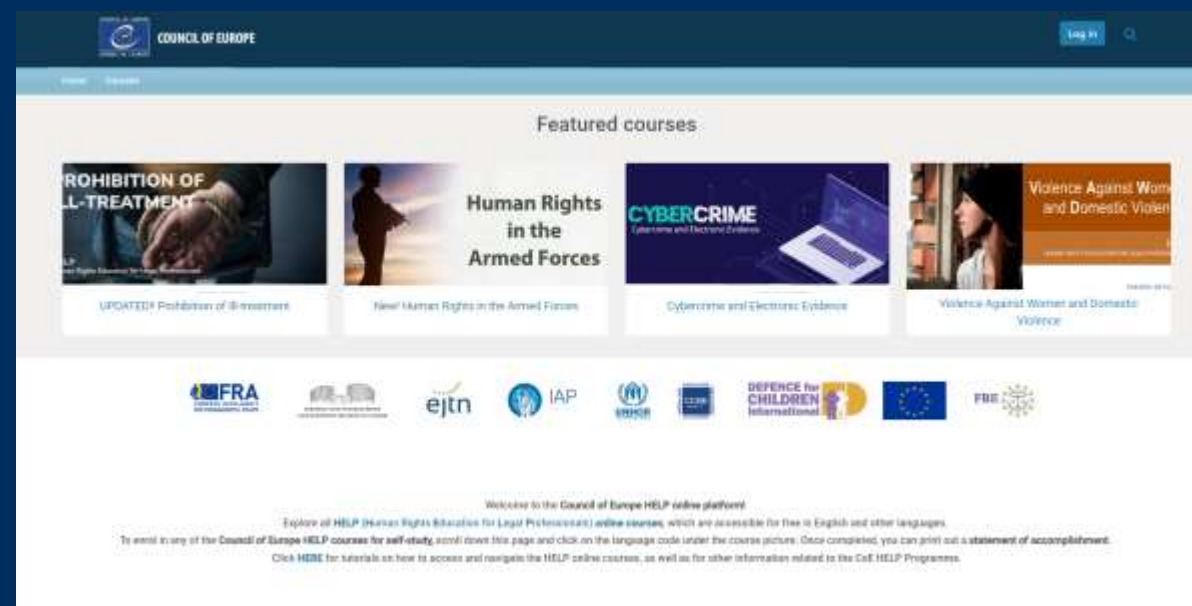 COUNCIL OF EUROPE
Log in
Home Courses
Featured courses
ROHIBITION OF
LL-TREATMENT
Human Rights
in the
Armed Forces
CYBERCRIME
Cybercrime and Electronic Evidence
Violence Against Wom
and Domestic Violen
UPDATED! Prohibition of ill-treatment
New! Human Rights in the Armed Forces
Cybercrime and Electronic Evidence
Violence Against Women and Domestic
Violence
FRA
ejtn
IAP
UNHCR
CCBE
DEFENCE for
CHILDREN
International
FBE
Welcome to the Council of Europe HELP online platform!
Explore all HELP (Human Rights Education for Legal Professionals) online courses, which are accessible for free in English and other languages.
To enrol in any of the Council of Europe HELP courses for self-study, scroll down this page and click on the language code under the course picture. Once completed, you can print out a statement of accomplishment.
Click HERE for tutorials on how to access and navigate the HELP online courses, as well as for other information related to the CoE HELP Programme.